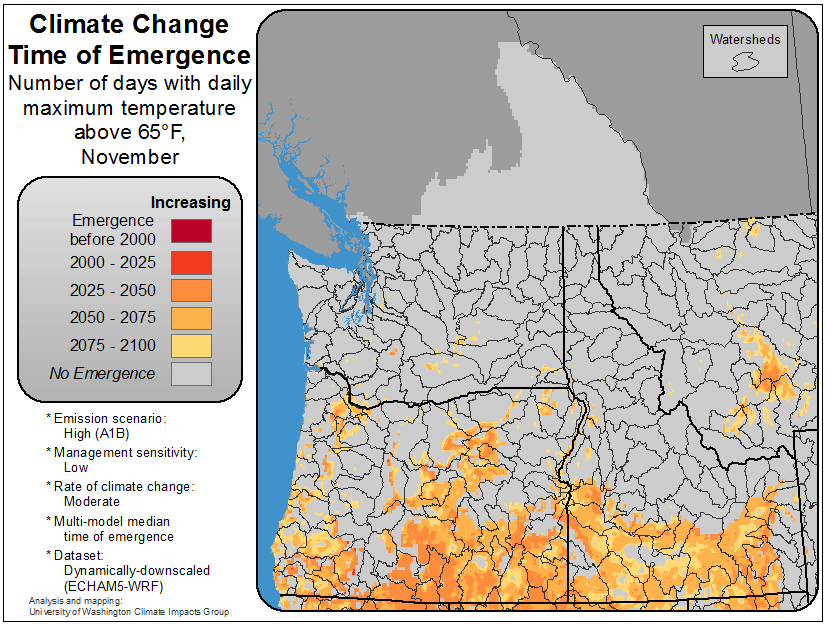 Climate Change
Time of Emergence
Number of days with daily
maximum temperature
above 65°F,
November
Increasing
Emergence
before 2000
2000 - 2025
2025 - 2050
2050 - 2075
2075 - 2100
No Emergence
* Emission scenario:
High (A1B)
* Management sensitivity:
Low
* Rate of climate change:
Moderate
* Multi-model median
time of emergence
* Dataset:
Dynamically-downscaled
(ECHAM5-WRF)
Analysis and mapping:
University of Washington Climate Impacts Group
Watersheds